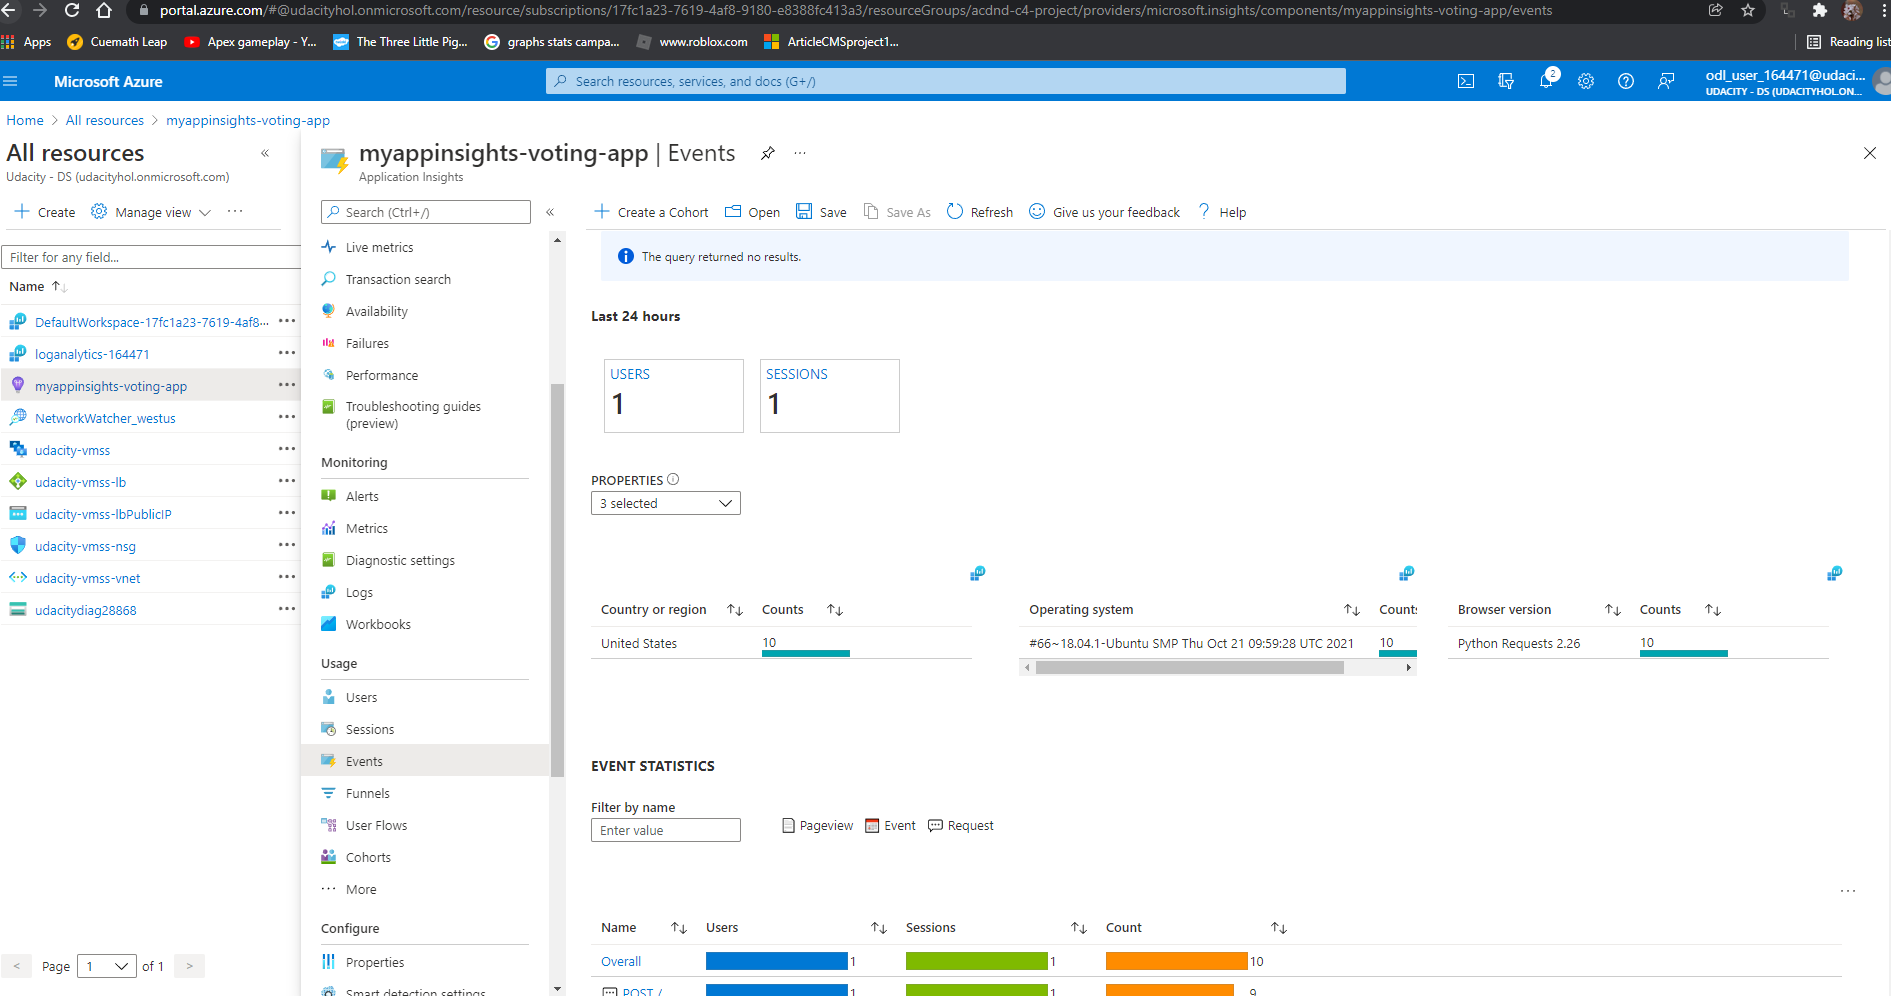 portal.azure.com/#@udacityhol.onmicrosoft.com/resource/subscriptions/17fc1a23-7619-4af8-9180-e8388fc413a3/resourceGroups/acdnd-c4-project/providers/microsoft.insights/components/myappinsights-voting-app/events
Apps
Cuemath Leap
Apex gameplay - Y...
The Three Little Pig...
graphs stats campa...
www.roblox.com
ArticleCMSproject1...
Reading list
Microsoft Azure
Search resources, services, and docs (G+/)
2
odl_user_164471@udaci...
UDACITY - DS (UDACITYHOL.ON...
Home > All resources > myappinsights-voting-app
All resources
Udacity - DS (udacityhol.onmicrosoft.com)
+ Create
Manage view
...
Filter for any field...
Name
DefaultWorkspace-17fc1a23-7619-4af8...
loganalytics-164471
myappinsights-voting-app
NetworkWatcher_westus
udacity-vmss
udacity-vmss-lb
udacity-vmss-lbPublicIP
udacity-vmss-nsg
udacity-vmss-vnet
udacitydiag28868
< Page 1 of 1 >
myappinsights-voting-app | Events
Application Insights
Search (Ctrl+/)
Live metrics
Transaction search
Availability
Failures
Performance
Troubleshooting guides
(preview)
Monitoring
Alerts
Metrics
Diagnostic settings
Logs
Workbooks
Usage
Users
Sessions
Events
Funnels
User Flows
Cohorts
More
Configure
Properties
Smart detection settings
+ Create a Cohort
Open
Save
Save As
Refresh
Give us your feedback
? Help
The query returned no results.
Last 24 hours
USERS
1
SESSIONS
1
PROPERTIES
3 selected
Country or region Counts
United States 10
Operating system Counts
#66~18.04.1-Ubuntu SMP Thu Oct 21 09:59:28 UTC 2021 10
Browser version Counts
Python Requests 2.26 10
EVENT STATISTICS
Filter by name
Enter value
Pageview
Event
Request
...
Name Users Sessions Count
Overall 1 1 10
POST / 1 1 9